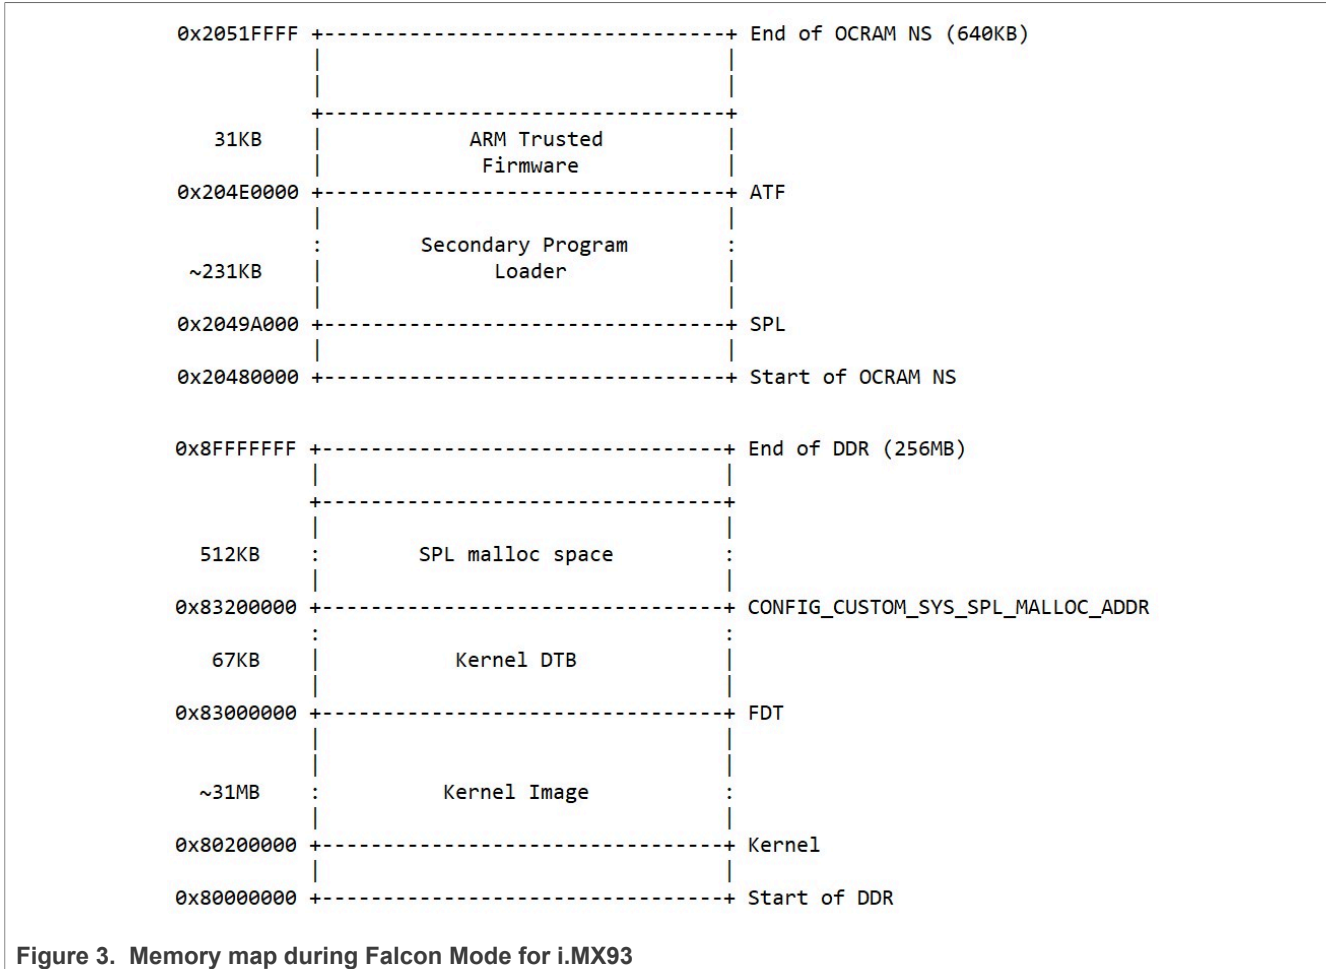 0x2051FFFF +---------------------------------+ End of OCRAM NS (640KB)
| |
| |
+---------------------------------+
31KB | ARM Trusted |
| Firmware |
0x204E0000 +---------------------------------+ ATF
| |
: Secondary Program :
~231KB | Loader |
| |
0x2049A000 +---------------------------------+ SPL
| |
0x20480000 +---------------------------------+ Start of OCRAM NS
0x8FFFFFFF +---------------------------------+ End of DDR (256MB)
| |
+---------------------------------+
| |
512KB : SPL malloc space :
| |
0x83200000 +---------------------------------+ CONFIG_CUSTOM_SYS_SPL_MALLOC_ADDR
: :
67KB | Kernel DTB |
| |
0x83000000 +---------------------------------+ FDT
| |
| |
~31MB : Kernel Image :
| |
0x80200000 +---------------------------------+ Kernel
| |
0x80000000 +---------------------------------+ Start of DDR
Figure 3. Memory map during Falcon Mode for i.MX93